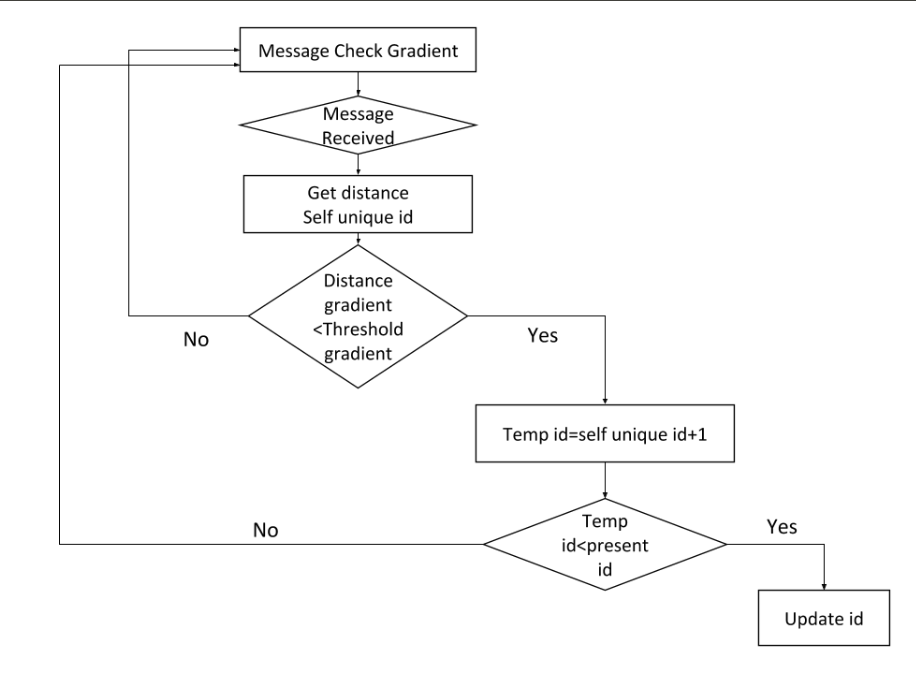 Message Check Gradient
Message
Received
Get distance
Self unique id
Distance
gradient
<Threshold
gradient
No
Yes
Temp id=self unique id+1
Temp
id<present
id
No
Yes
Update id